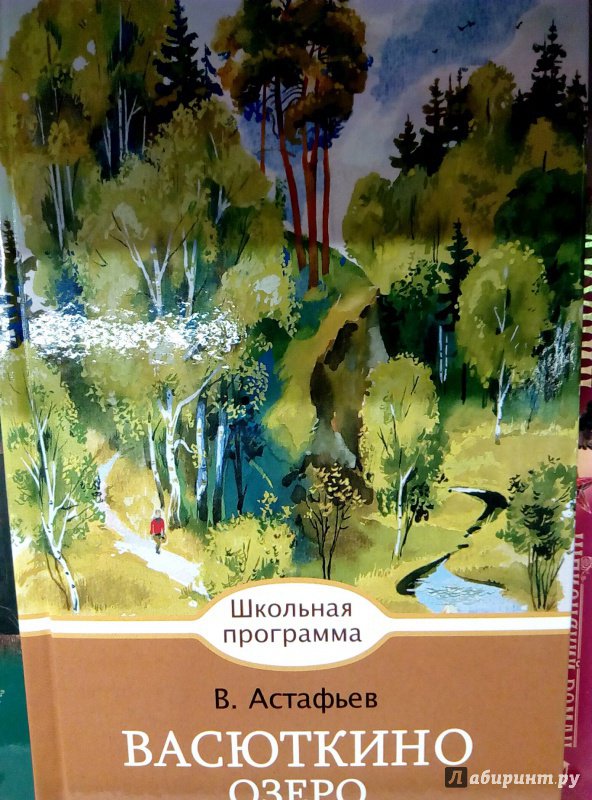 Школьная
программа
В. Астафьев
ВАСЮТКИНО
ОЗЕРО
Лабиринт.ру